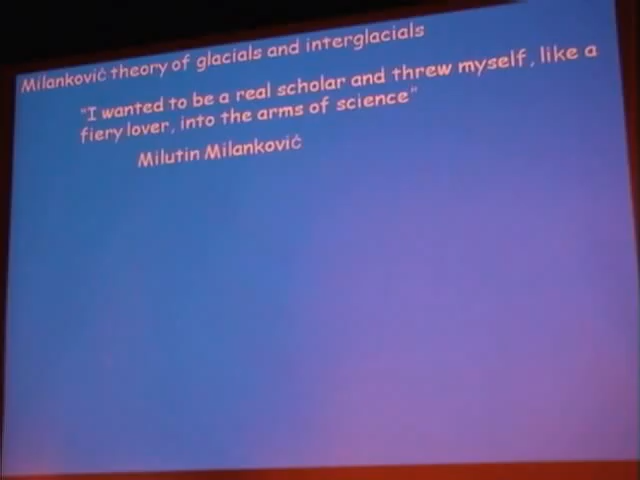 Milanković theory of glacials and interglacials
"I wanted to be a real scholar and threw myself, like a
fiery lover, into the arms of science"
Milutin Milanković